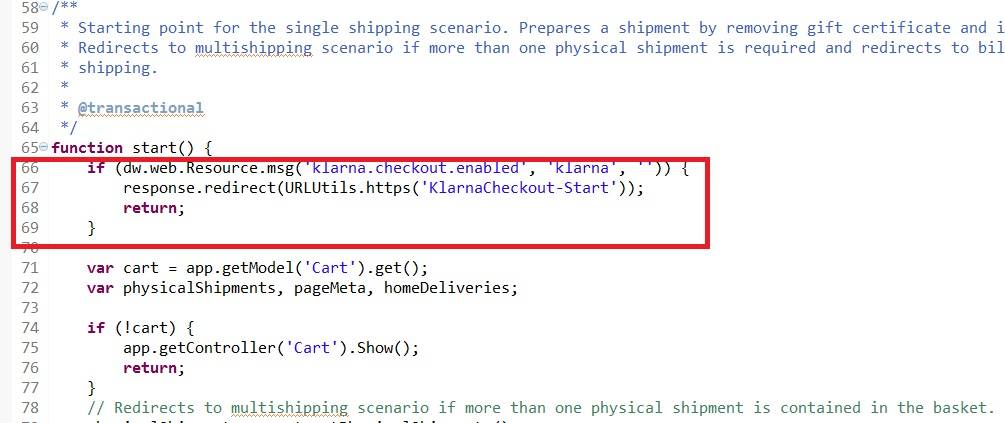 58 /**
59 * Starting point for the single shipping scenario. Prepares a shipment by removing gift certificate and i
60 * Redirects to multishipping scenario if more than one physical shipment is required and redirects to bil
61 * shipping.
62 *
63 * @transactional
64 */
65 function start() {
66 if (dw.web.Resource.msg('klarna.checkout.enabled', 'klarna', '')) {
67 response.redirect(URLUtils.https('KlarnaCheckout-Start'));
68 return;
69 }
70
71 var cart = app.getModel('Cart').get();
72 var physicalShipments, pageMeta, homeDeliveries;
73
74 if (!cart) {
75 app.getController('Cart').Show();
76 return;
77 }
78 // Redirects to multishipping scenario if more than one physical shipment is contained in the basket.